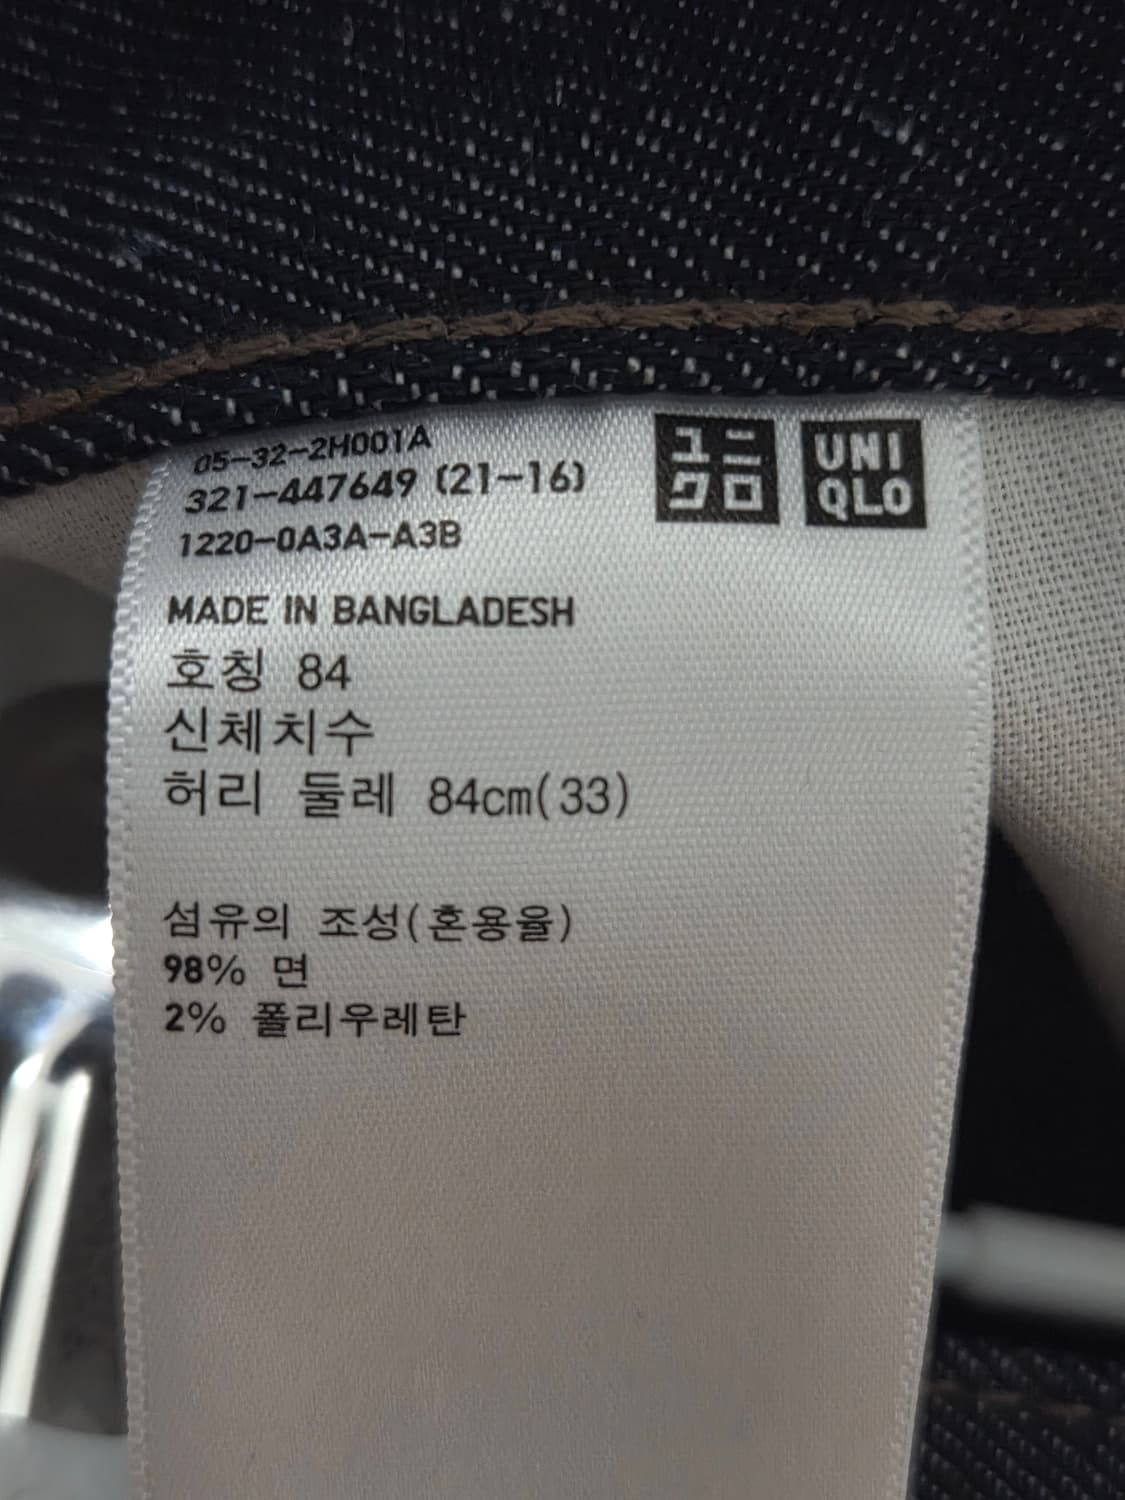 05-32-2H001A
321-447649 (21-16)
1220-0A3A-A3B
ユニ
クロ
UNI
QLO
MADE IN BANGLADESH
호칭 84
신체치수
허리 둘레 84cm(33)
섬유의 조성(혼용율)
98% 면
2% 폴리우레탄